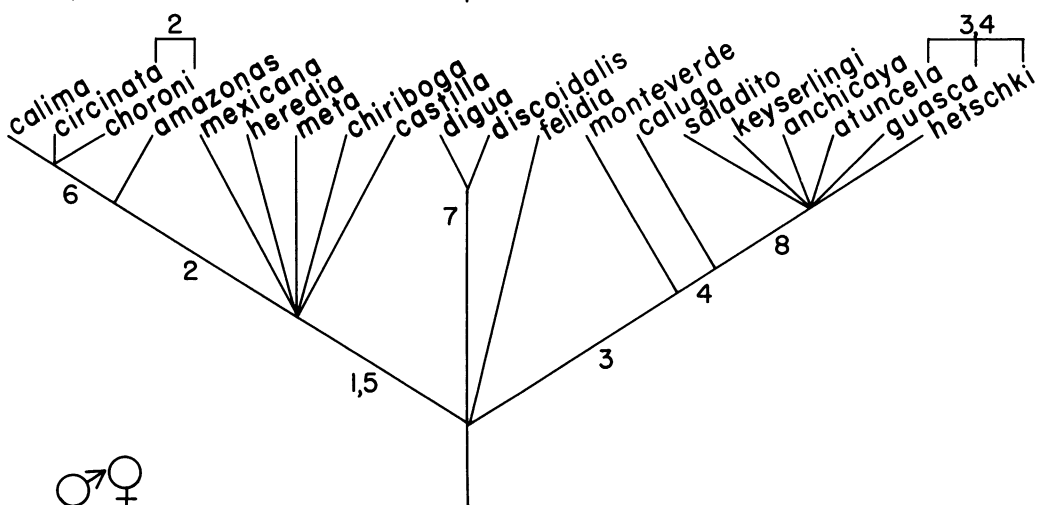 2
3,4
calima
circinata
choroni
amazonas
mexicana
heredia
meta
chiriboga
castilla
digua
discoidalis
felidia
monteverde
caluga
saladito
keyserlingi
anchicaya
atuncela
guasca
hetschki
6
7
2
8
4
3
1,5
♂→♀